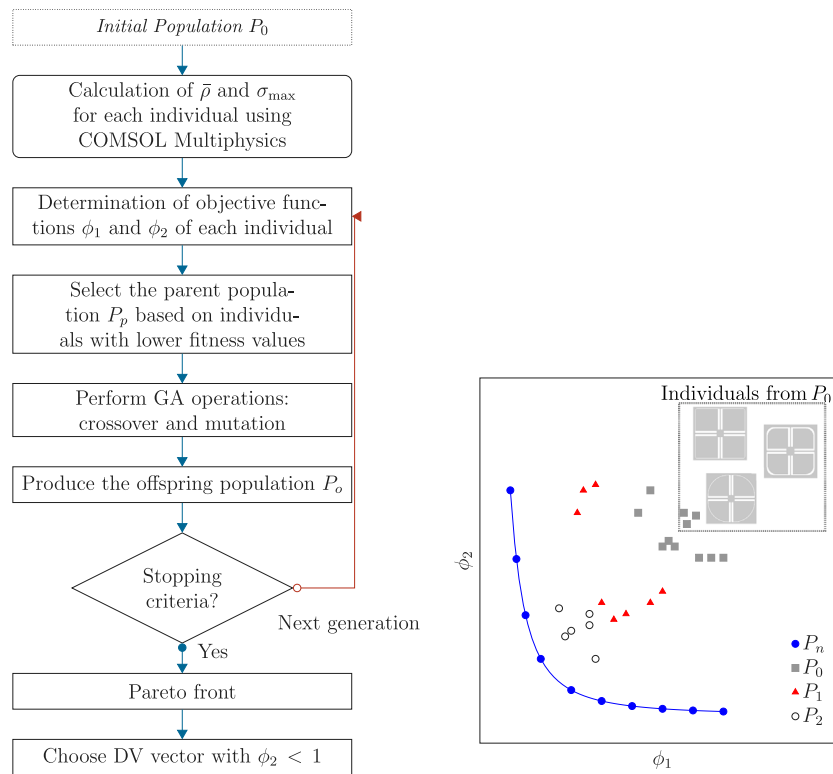 Initial Population P₀
Calculation of ρ̄ and σmax
for each individual using
COMSOL Multiphysics
Determination of objective func-
tions ϕ₁ and ϕ₂ of each individual
Select the parent popula-
tion Pₚ based on individu-
als with lower fitness values
Perform GA operations:
crossover and mutation
Produce the offspring population Pₒ
Stopping
criteria?
Next generation
Yes
Pareto front
Choose DV vector with ϕ₂ < 1
Individuals from P₀
ϕ₂
Pₙ
P₀
P₁
P₂
ϕ₁